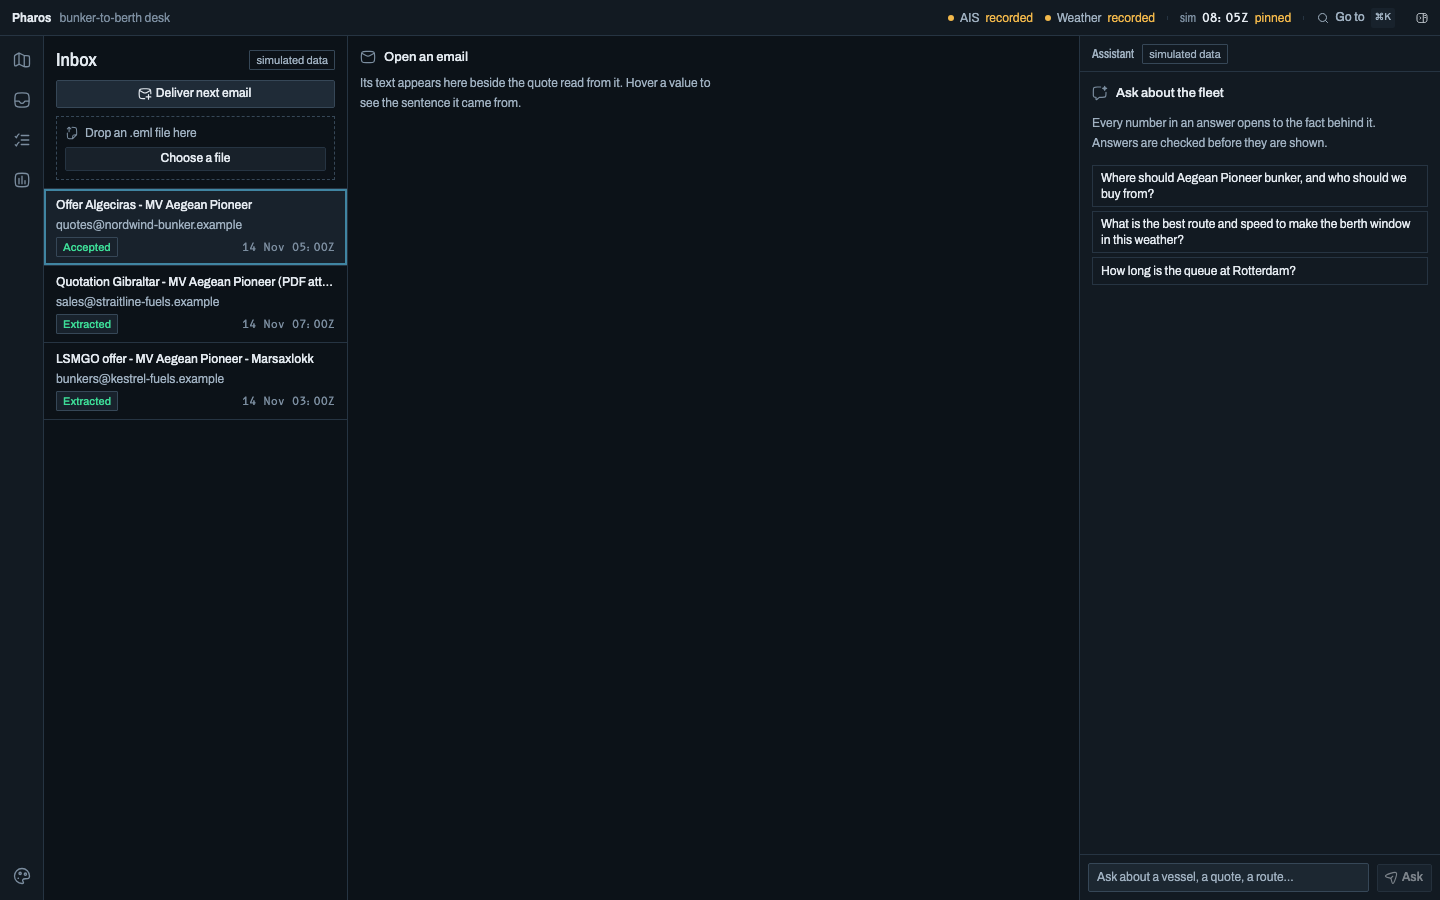 Pharos bunker-to-berth desk
AIS recorded Weather recorded sim 08:05Z pinned Go to ⌘K
Inbox simulated data
Deliver next email
Drop an .eml file here
Choose a file
Offer Algeciras - MV Aegean Pioneer
quotes@nordwind-bunker.example
Accepted 14 Nov 05:00Z
Quotation Gibraltar - MV Aegean Pioneer (PDF att...
sales@straitline-fuels.example
Extracted 14 Nov 07:00Z
LSMGO offer - MV Aegean Pioneer - Marsaxlokk
bunkers@kestrel-fuels.example
Extracted 14 Nov 03:00Z
Open an email
Its text appears here beside the quote read from it. Hover a value to
see the sentence it came from.
Assistant simulated data
Ask about the fleet
Every number in an answer opens to the fact behind it.
Answers are checked before they are shown.
Where should Aegean Pioneer bunker, and who should we
buy from?
What is the best route and speed to make the berth window
in this weather?
How long is the queue at Rotterdam?
Ask about a vessel, a quote, a route... Ask